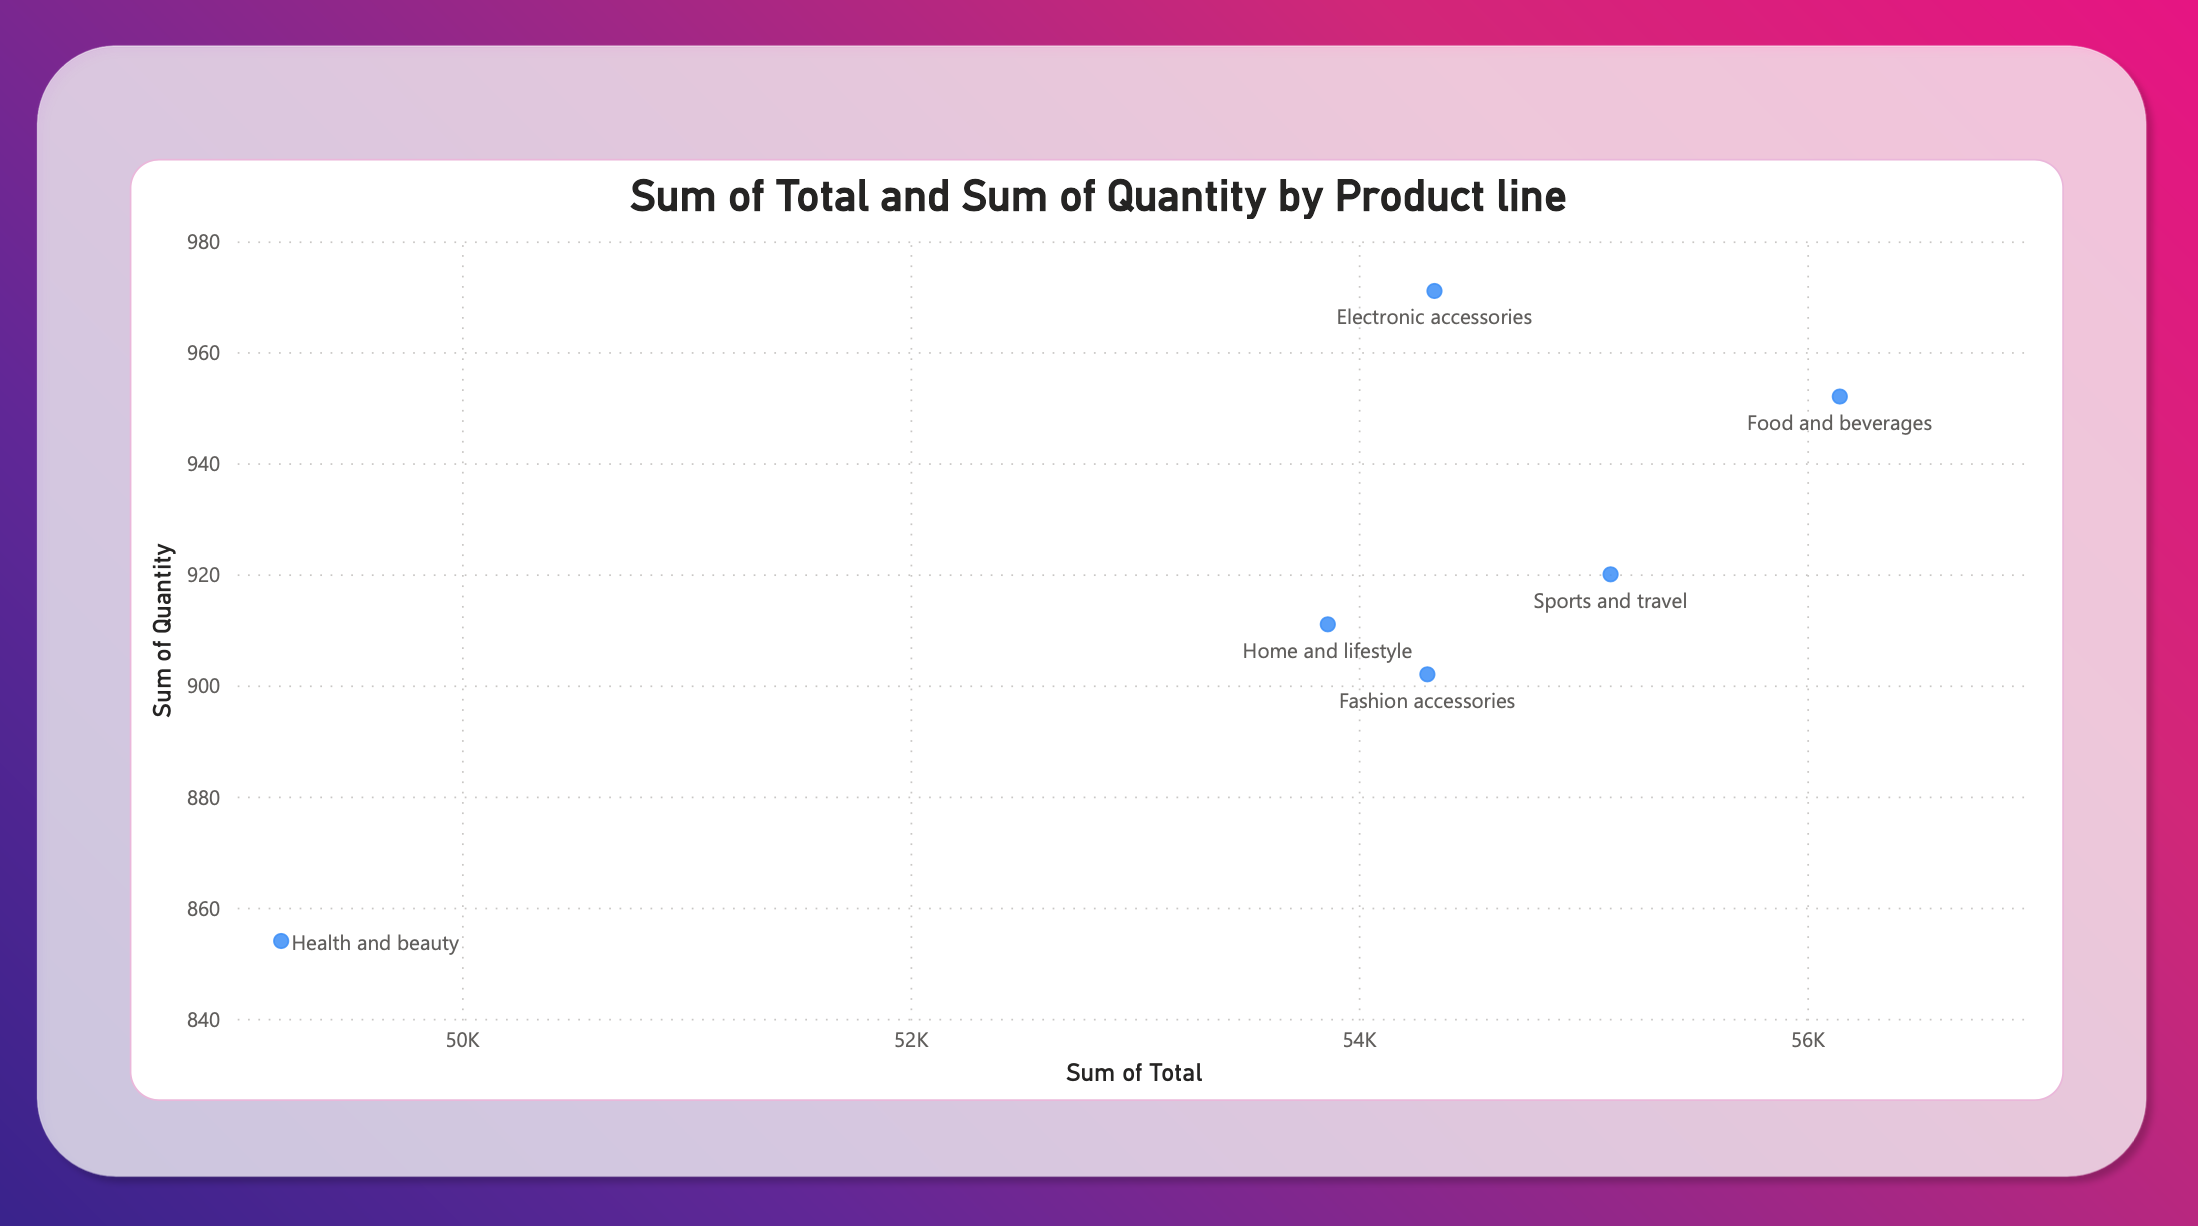 Sum of Total and Sum of Quantity by Product line
980
Electronic accessories
960
Food and beverages
940
Sum of Quantity
920
Sports and travel
Home and lifestyle
900
Fashion accessories
880
860
Health and beauty
840
50K 52K 54K 56K
Sum of Total